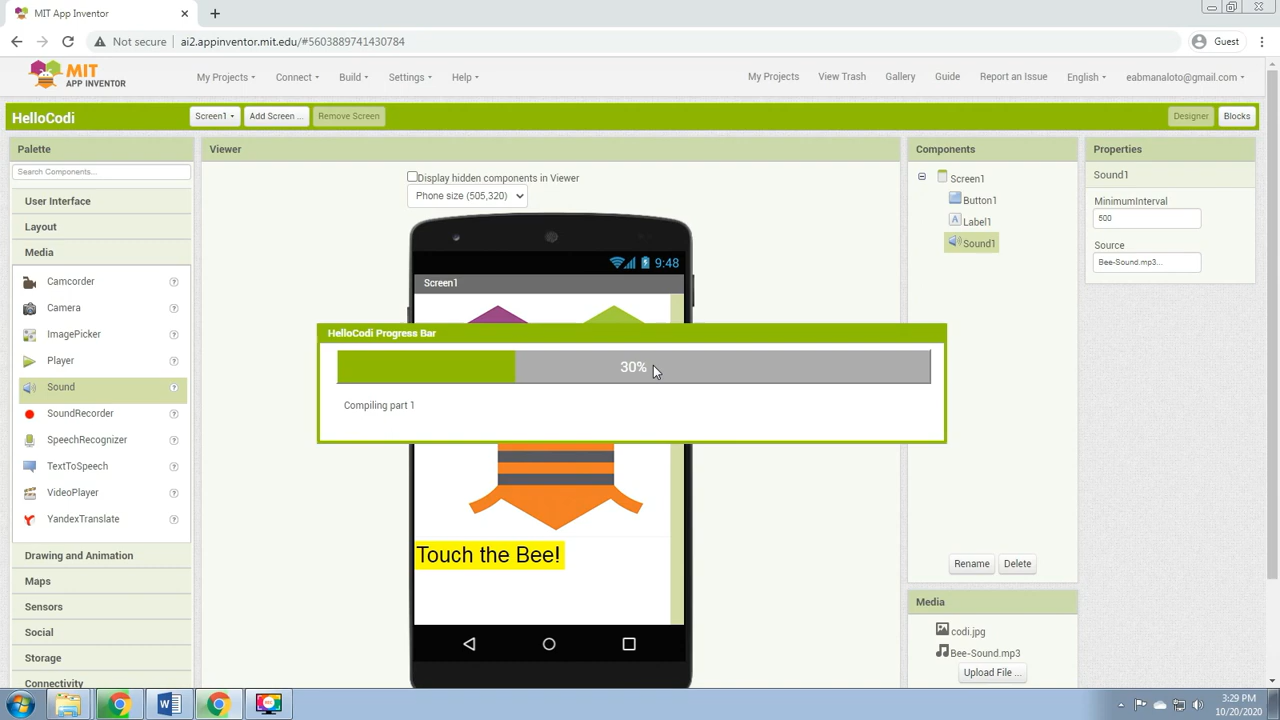 MIT App Inventor
Not secure
ai2.appinventor.mit.edu/#5603889741430784
Guest
MIT
APP INVENTOR
My Projects
Connect
Build
Settings
Help
My Projects
View Trash
Gallery
Guide
Report an Issue
English
eabmanaloto@gmail.com
HelloCodi
Screen1
Add Screen ...
Remove Screen
Designer
Blocks
Palette
Search Components...
User Interface
Layout
Media
Camcorder
Camera
ImagePicker
Player
Sound
SoundRecorder
SpeechRecognizer
TextToSpeech
VideoPlayer
YandexTranslate
Drawing and Animation
Maps
Sensors
Social
Storage
Connectivity
Viewer
Display hidden components in Viewer
Phone size (505,320)
9:48
Screen1
HelloCodi Progress Bar
30%
Compiling part 1
Touch the Bee!
Components
Screen1
Button1
Label1
Sound1
Rename
Delete
Media
codi.jpg
Bee-Sound.mp3
Upload File ...
Properties
Sound1
MinimumInterval
500
Source
Bee-Sound.mp3...
3:29 PM
10/20/2020